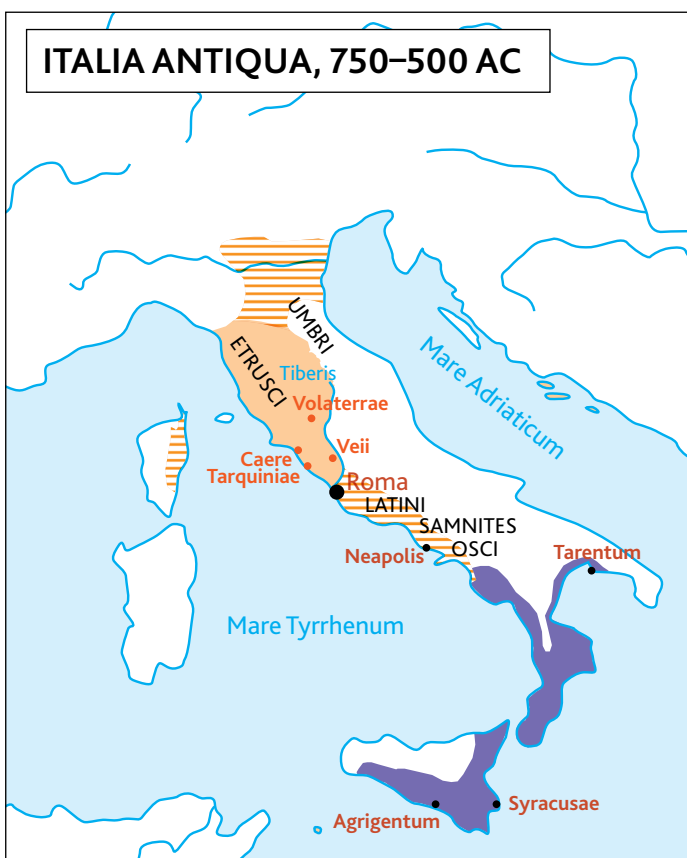 ITALIA ANTIQUA, 750–500 AC
UMBRI
ETRUSCI
Tiberis
Mare Adriaticum
Volaterrae
Veii
Caere
Tarquiniae
Roma
LATINI
SAMNITES
OSCI
Neapolis
Tarentum
Mare Tyrrhenum
Agrigentum
Syracusae